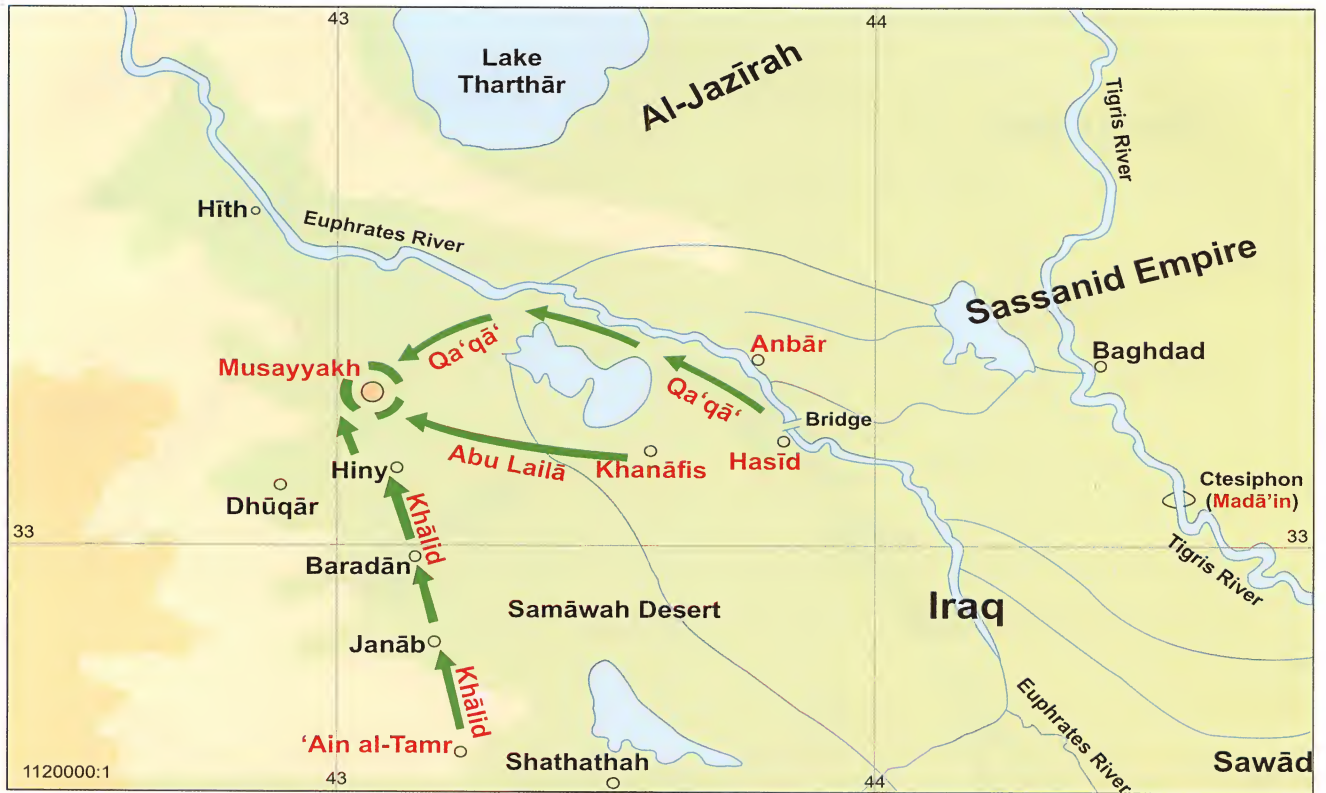 43
44
Lake
Tharthār
Al-Jazīrah
Tigris River
Hīth
Euphrates River
Sassanid Empire
Qa‘qā‘
Anbār
Baghdad
Musayyakh
Qa‘qā‘
Bridge
Abu Lailā
Khanāfis
Hasīd
Hiny
Ctesiphon
(Madā’in)
Dhūqār
Khālid
33
33
Baradān
Tigris River
Samāwah Desert
Iraq
Janāb
Khālid
Euphrates River
‘Ain al-Tamr
Shathathah
Sawād
1120000:1
43
44